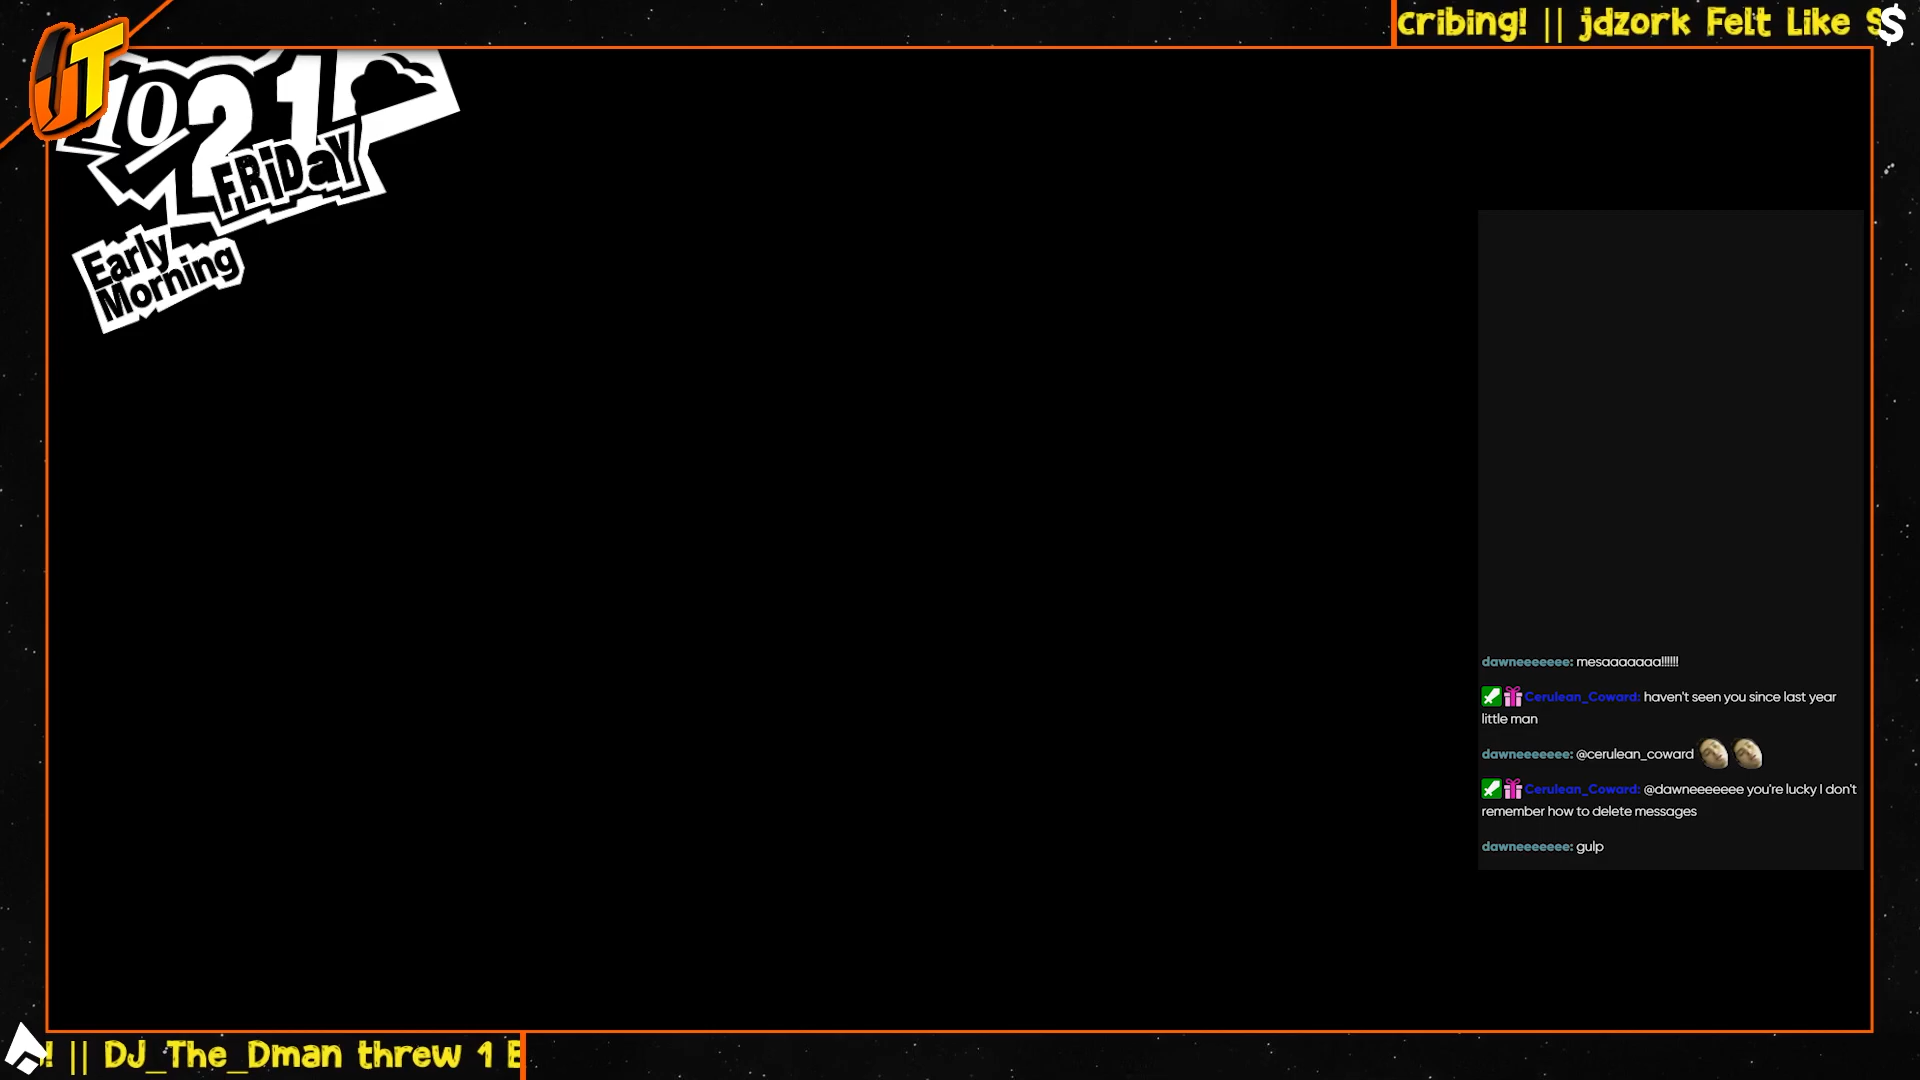 cribing! || jdzork Felt Like S
$
JT
10/21
FRiDaY
Early
Morning
dawneeeeeee: mesaaaaaaa!!!!!!
Cerulean_Coward: haven't seen you since last year
little man
dawneeeeeee: @cerulean_coward
Cerulean_Coward: @dawneeeeeee you're lucky I don't
remember how to delete messages
dawneeeeeee: gulp
! || DJ_The_Dman threw 1